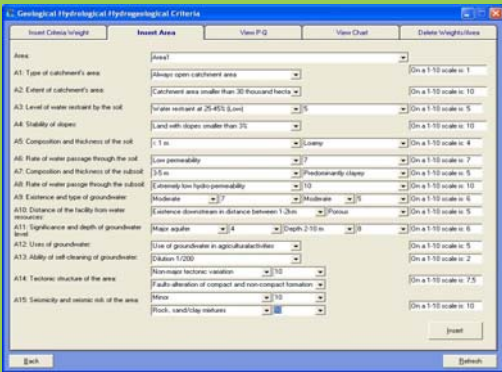 Geological Hydrological Hydrogeological Criteria
Insert Criteria Weight Insert Area View P-G View Chart Delete Weights/Area
Area: Area1
A1: Type of catchment's area: Always open catchment area On a 1-10 scale is: 1
A2: Extent of catchment's area: Catchment area smaller than 30 thousand hecta On a 1-10 scale is: 10
A3: Level of water restraint by the soil: Water restraint at 25-45% (Low) 5 On a 1-10 scale is: 5
A4: Stability of slopes: Land with slopes smaller than 3% On a 1-10 scale is: 10
A5: Composition and thickness of the soil: < 1 m Loamy On a 1-10 scale is: 4
A6: Rate of water passage through the soil: Low permeability 7 On a 1-10 scale is: 7
A7: Composition and thickness of the subsoil: 3-5 m Predominantly clayey On a 1-10 scale is: 5
A8: Rate of water passge through the subsoil: Extremely low hydro-permeability 10 On a 1-10 scale is: 10
A9: Existence and type of groundwater: Moderate 7 Moderate 5 On a 1-10 scale is: 6
A10: Distance of the facility from water resources: Existence downstream in distance between 1-2km Porous On a 1-10 scale is: 5
A11: Significance and depth of groundwater level: Major aquifer 4 Depth 2-10 m 8 On a 1-10 scale is: 6
A12: Uses of groundwater: Use of groundwater in agriculturalactivities On a 1-10 scale is: 5
A13: Ability of self-cleaning of groundwater: Dilution 1/200 On a 1-10 scale is: 2
Non-major tectonic variation 10
A14: Tectonic structure of the area: Faults-alteration of compact and non-compact formation On a 1-10 scale is: 7,5
A15: Seismicity and seismic risk of the area: Minor 10
Rock, sand/clay mixtures 10 On a 1-10 scale is: 10
Insert
Back Refresh